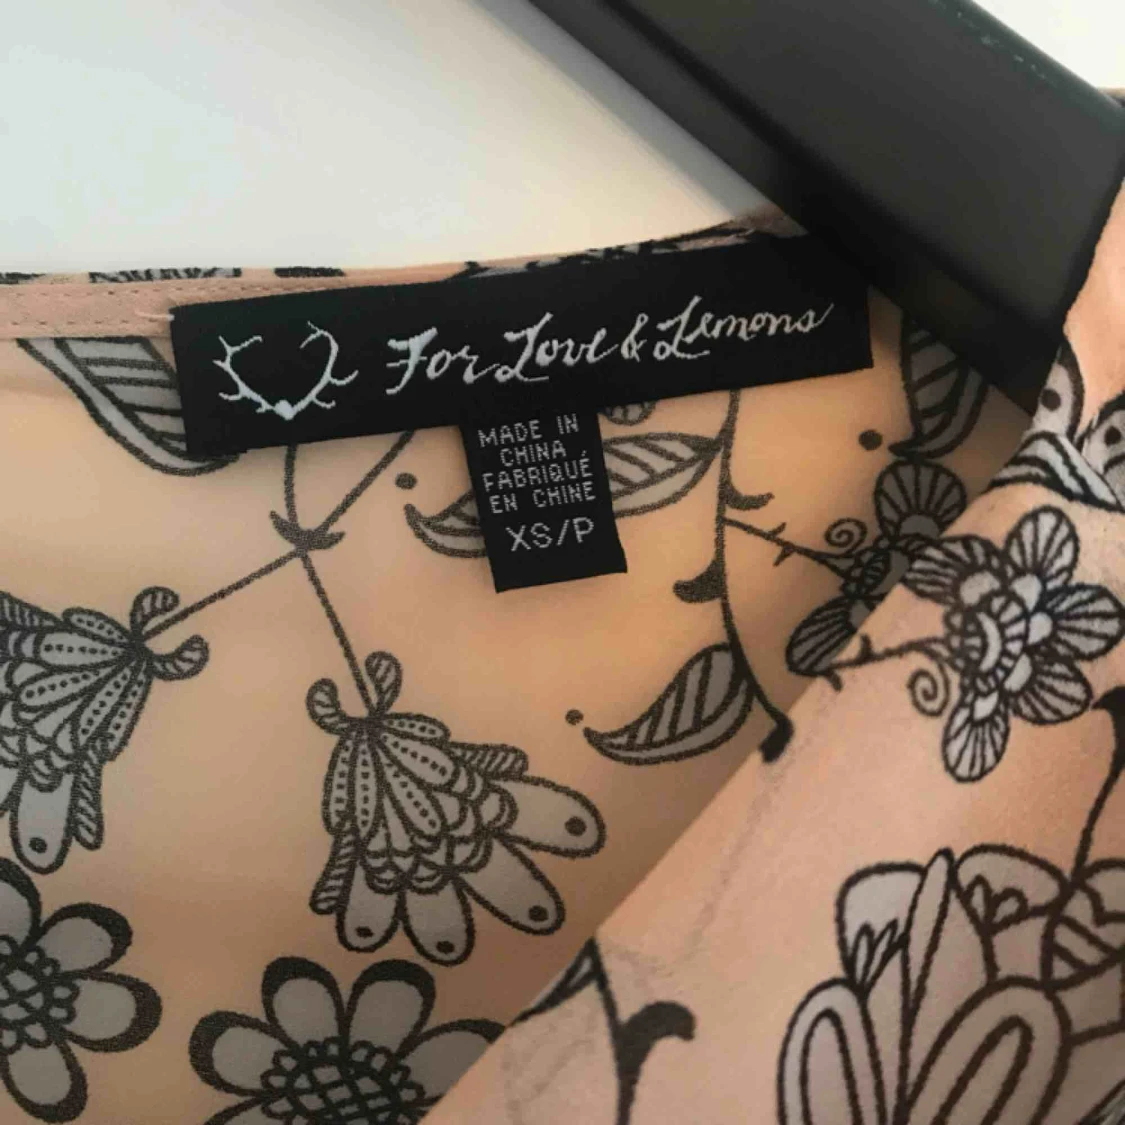 For Love & Lemons
MADE IN
CHINA
FABRIQUÉ
EN CHINE
XS/P